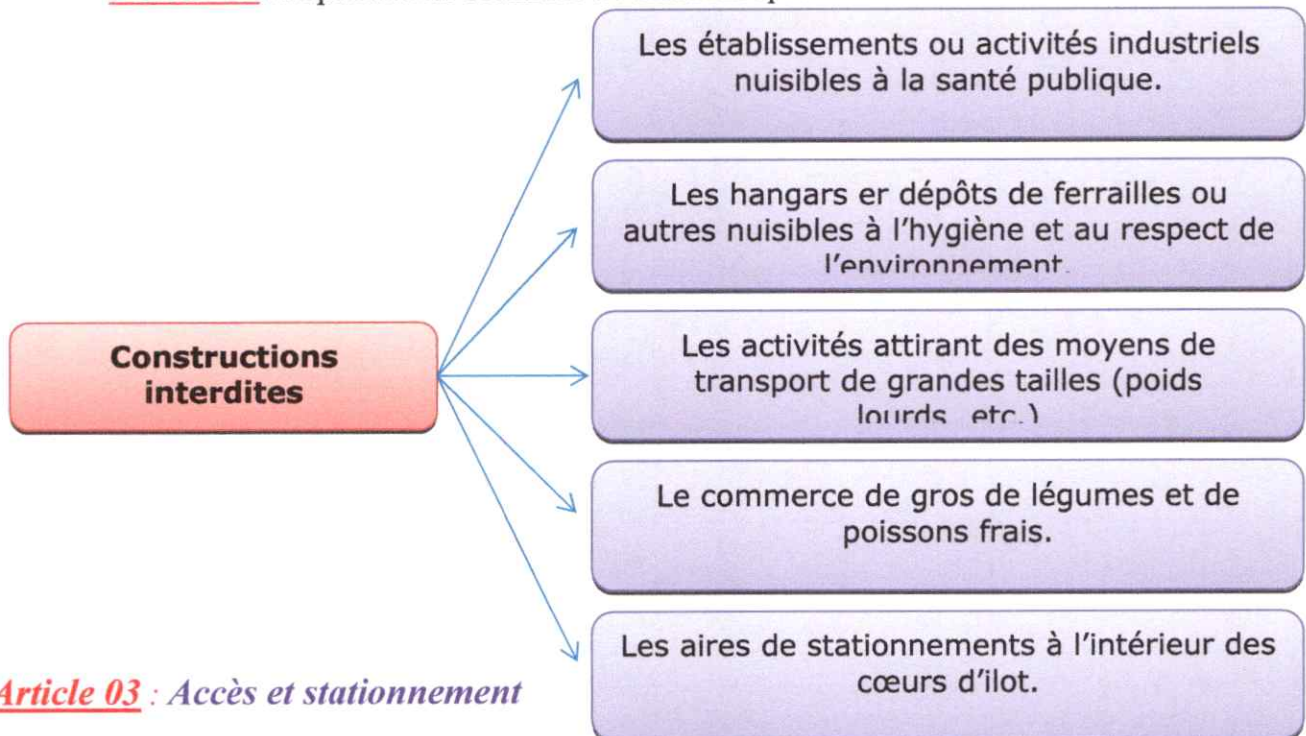 Les établissements ou activités industriels
nuisibles à la santé publique.
Les hangars er dépôts de ferrailles ou
autres nuisibles à l'hygiène et au respect de
l'environnement.
Constructions
interdites
Les activités attirant des moyens de
transport de grandes tailles (poids
lourds etc.)
Le commerce de gros de légumes et de
poissons frais.
Les aires de stationnements à l'intérieur des
cœurs d'ilot.
Article 03 : Accès et stationnement